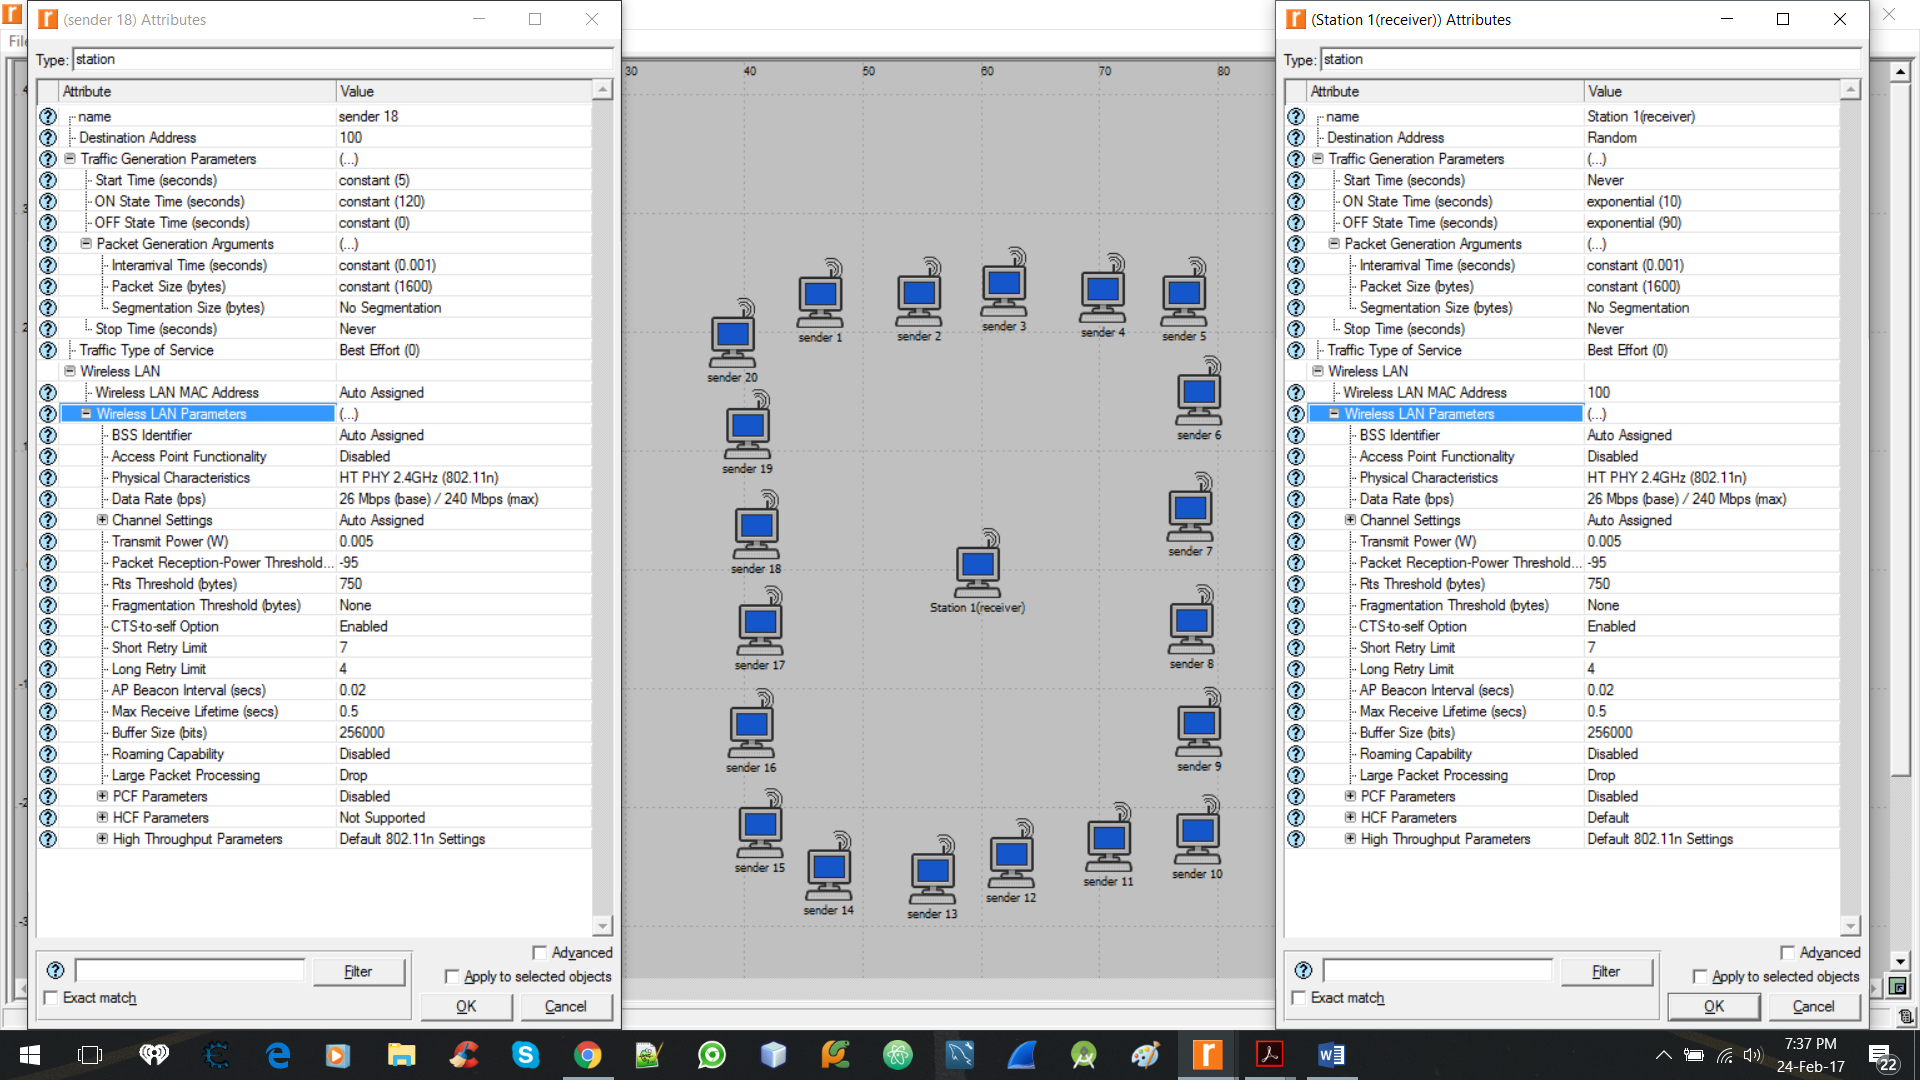 (sender 18) Attributes
Type: station
Attribute Value
name sender 18
Destination Address 100
Traffic Generation Parameters (...)
Start Time (seconds) constant (5)
ON State Time (seconds) constant (120)
OFF State Time (seconds) constant (0)
Packet Generation Arguments (...)
Interarrival Time (seconds) constant (0.001)
Packet Size (bytes) constant (1600)
Segmentation Size (bytes) No Segmentation
Stop Time (seconds) Never
Traffic Type of Service Best Effort (0)
Wireless LAN
Wireless LAN MAC Address Auto Assigned
Wireless LAN Parameters (...)
BSS Identifier Auto Assigned
Access Point Functionality Disabled
Physical Characteristics HT PHY 2.4GHz (802.11n)
Data Rate (bps) 26 Mbps (base) / 240 Mbps (max)
Channel Settings Auto Assigned
Transmit Power (W) 0.005
Packet Reception-Power Threshold... -95
Rts Threshold (bytes) 750
Fragmentation Threshold (bytes) None
CTS-to-self Option Enabled
Short Retry Limit 7
Long Retry Limit 4
AP Beacon Interval (secs) 0.02
Max Receive Lifetime (secs) 0.5
Buffer Size (bits) 256000
Roaming Capability Disabled
Large Packet Processing Drop
PCF Parameters Disabled
HCF Parameters Not Supported
High Throughput Parameters Default 802.11n Settings
Advanced
Filter
Apply to selected objects
Exact match
OK Cancel
30 40 50 60 70 80
sender 1
sender 2
sender 3
sender 4
sender 5
sender 20
sender 6
sender 19
sender 7
sender 18
Station 1(receiver)
sender 17
sender 8
sender 16
sender 9
sender 15
sender 14
sender 13
sender 12
sender 11
sender 10
(Station 1(receiver)) Attributes
Type: station
Attribute Value
name Station 1(receiver)
Destination Address Random
Traffic Generation Parameters (...)
Start Time (seconds) Never
ON State Time (seconds) exponential (10)
OFF State Time (seconds) exponential (90)
Packet Generation Arguments (...)
Interarrival Time (seconds) constant (0.001)
Packet Size (bytes) constant (1600)
Segmentation Size (bytes) No Segmentation
Stop Time (seconds) Never
Traffic Type of Service Best Effort (0)
Wireless LAN
Wireless LAN MAC Address 100
Wireless LAN Parameters (...)
BSS Identifier Auto Assigned
Access Point Functionality Disabled
Physical Characteristics HT PHY 2.4GHz (802.11n)
Data Rate (bps) 26 Mbps (base) / 240 Mbps (max)
Channel Settings Auto Assigned
Transmit Power (W) 0.005
Packet Reception-Power Threshold... -95
Rts Threshold (bytes) 750
Fragmentation Threshold (bytes) None
CTS-to-self Option Enabled
Short Retry Limit 7
Long Retry Limit 4
AP Beacon Interval (secs) 0.02
Max Receive Lifetime (secs) 0.5
Buffer Size (bits) 256000
Roaming Capability Disabled
Large Packet Processing Drop
PCF Parameters Disabled
HCF Parameters Default
High Throughput Parameters Default 802.11n Settings
Advanced
Filter
Apply to selected objects
Exact match
OK Cancel
7:37 PM
24-Feb-17
22